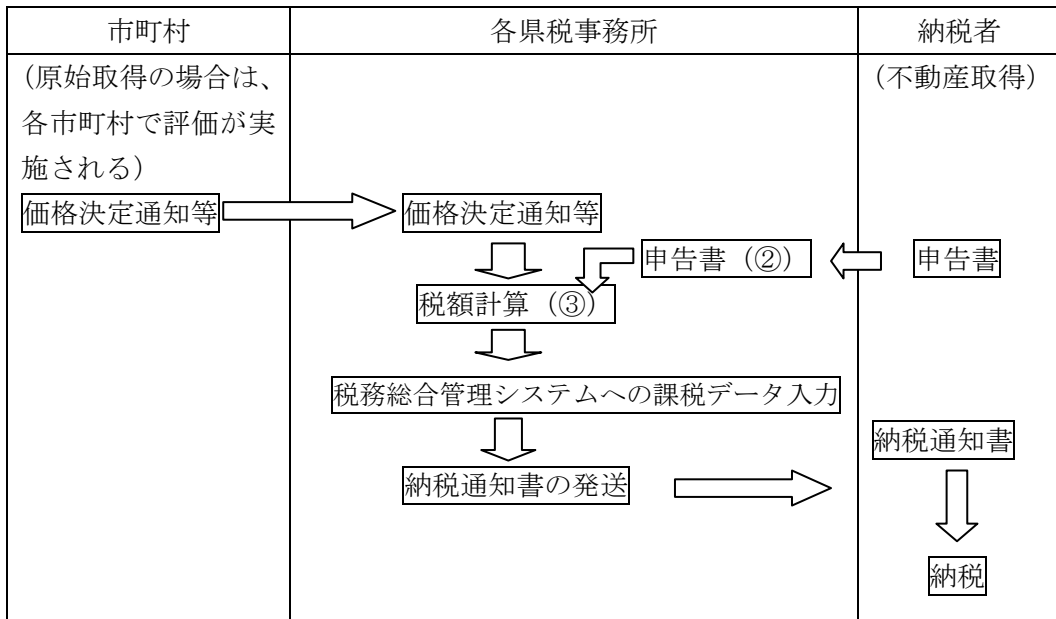 市町村
各県税事務所
納税者
(原始取得の場合は、
各市町村で評価が実
施される)
(不動産取得)
価格決定通知等
価格決定通知等
申告書（②）
申告書
税額計算（③）
税務総合管理システムへの課税データ入力
納税通知書
納税通知書の発送
納税